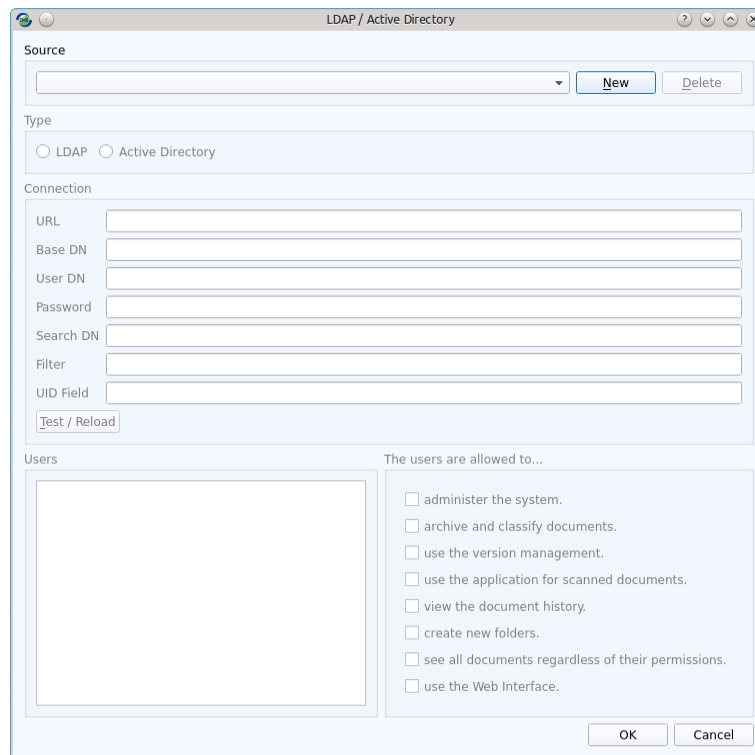 LDAP / Active Directory
Source
New Delete
Type
LDAP Active Directory
Connection
URL
Base DN
User DN
Password
Search DN
Filter
UID Field
Test / Reload
Users
The users are allowed to...
administer the system.
archive and classify documents.
use the version management.
use the application for scanned documents.
view the document history.
create new folders.
see all documents regardless of their permissions.
use the Web Interface.
OK Cancel